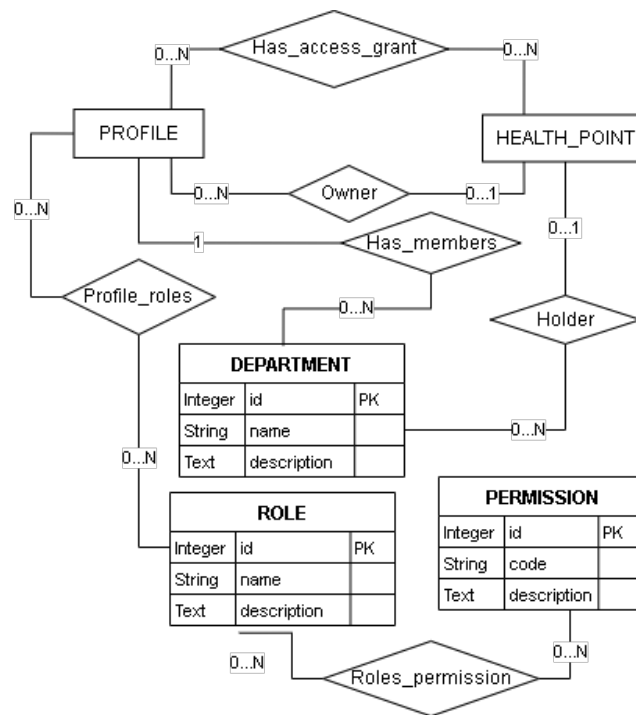 Has_access_grant
0...N
0...N
PROFILE
HEALTH_POINT
0...N
Owner
0...1
0...N
1
Has_members
0...1
Profile_roles
0...N
Holder
DEPARTMENT
Integer id PK
String name
Text description
0...N
0...N
ROLE
Integer id PK
String name
Text description
PERMISSION
Integer id PK
String code
Text description
0...N
Roles_permission
0...N